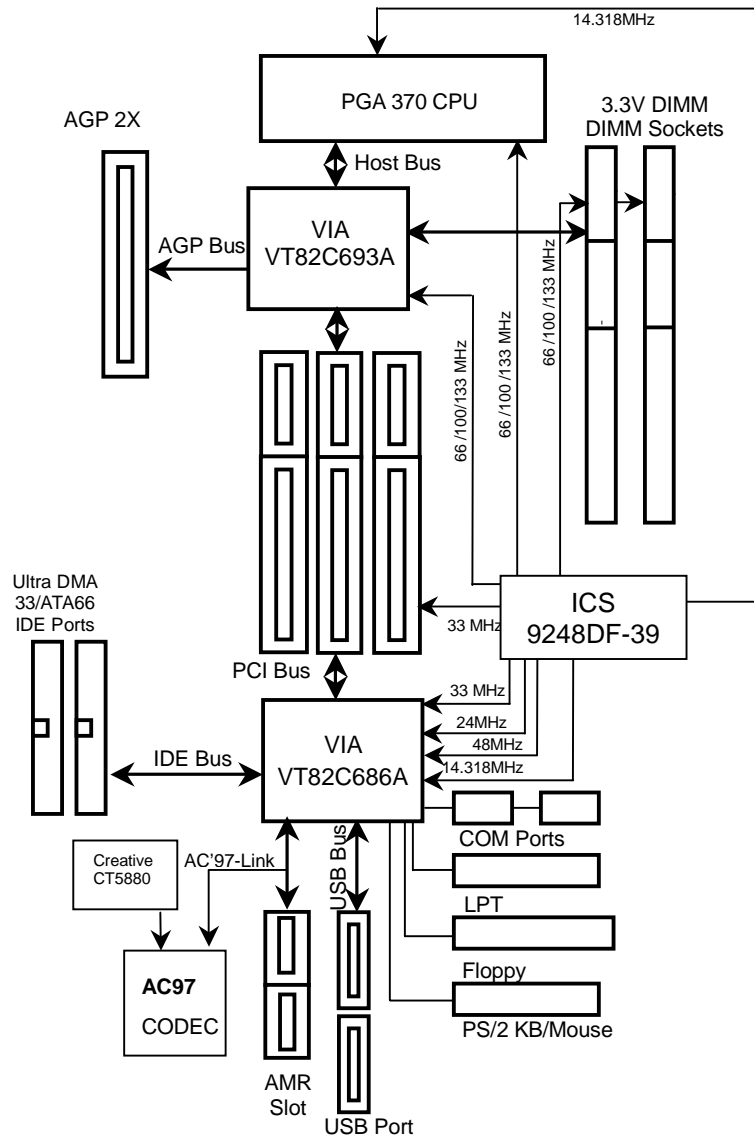 14.318MHz
PGA 370 CPU
3.3V DIMM
DIMM Sockets
AGP 2X
Host Bus
VIA
VT82C693A
AGP Bus
66 /100/133 MHz
66 /100 /133 MHz
66 /100 /133 MHz
Ultra DMA
33/ATA66
IDE Ports
ICS
9248DF-39
33 MHz
PCI Bus
33 MHz
24MHz
48MHz
14.318MHz
VIA
VT82C686A
IDE Bus
COM Ports
Creative
CT5880
AC'97-Link
USB Bus
LPT
AC97
CODEC
Floppy
PS/2 KB/Mouse
AMR
Slot
USB Port